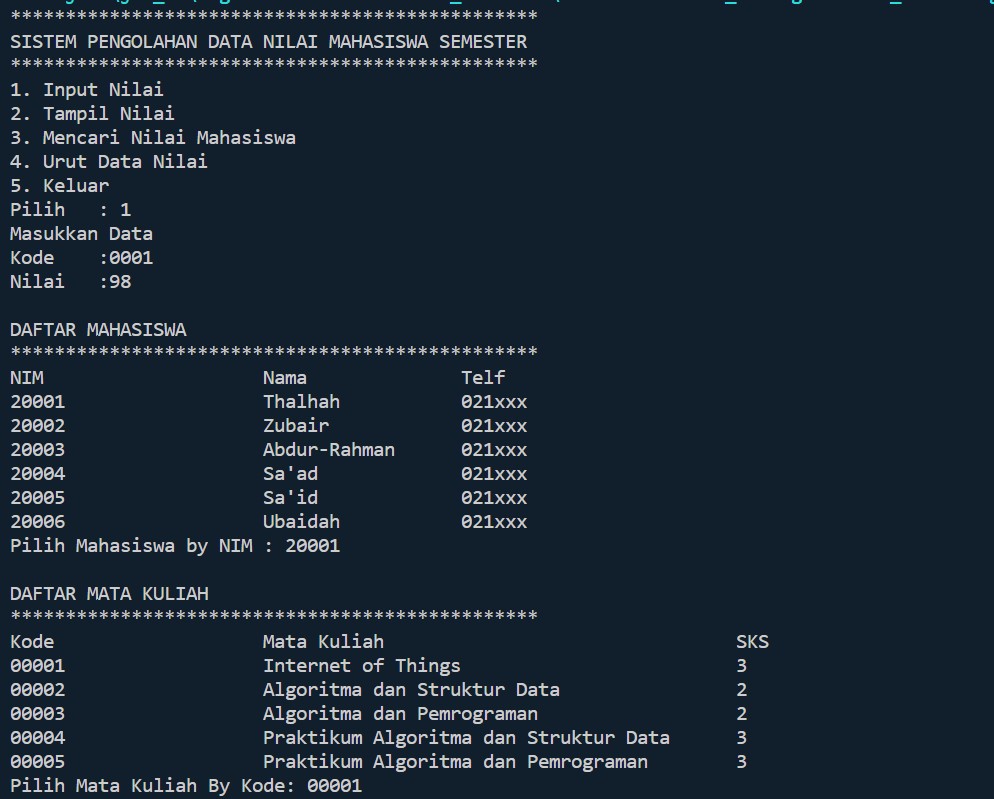 ************************************************
SISTEM PENGOLAHAN DATA NILAI MAHASISWA SEMESTER
************************************************
1. Input Nilai
2. Tampil Nilai
3. Mencari Nilai Mahasiswa
4. Urut Data Nilai
5. Keluar
Pilih   : 1
Masukkan Data
Kode    :0001
Nilai   :98

DAFTAR MAHASISWA
************************************************
NIM                    Nama              Telf
20001                  Thalhah           021xxx
20002                  Zubair            021xxx
20003                  Abdur-Rahman      021xxx
20004                  Sa'ad             021xxx
20005                  Sa'id             021xxx
20006                  Ubaidah           021xxx
Pilih Mahasiswa by NIM : 20001

DAFTAR MATA KULIAH
************************************************
Kode                   Mata Kuliah                                SKS
00001                  Internet of Things                         3
00002                  Algoritma dan Struktur Data                2
00003                  Algoritma dan Pemrograman                  2
00004                  Praktikum Algoritma dan Struktur Data      3
00005                  Praktikum Algoritma dan Pemrograman        3
Pilih Mata Kuliah By Kode: 00001